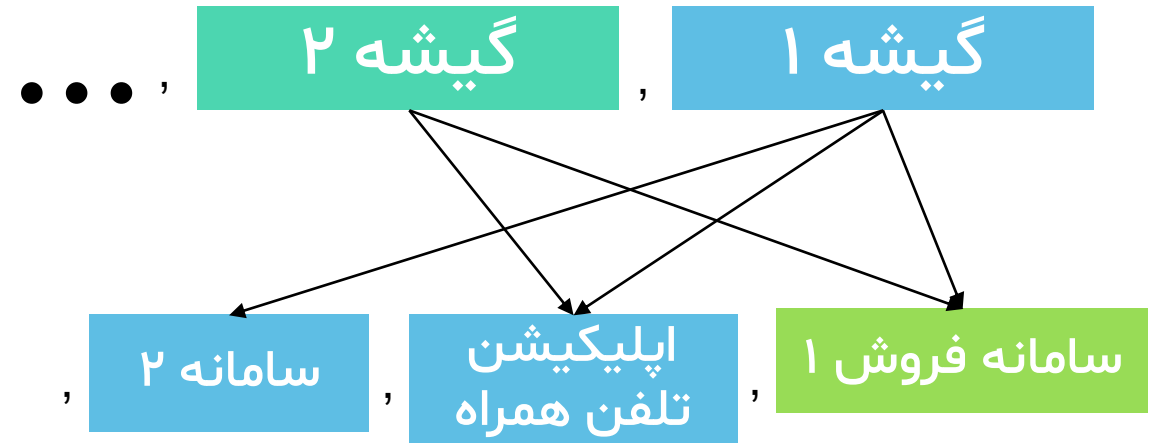 گیشه ۱ , گیشه ۲ , ...
سامانه فروش ۱ , اپلیکیشن
تلفن همراه , سامانه ۲ ,